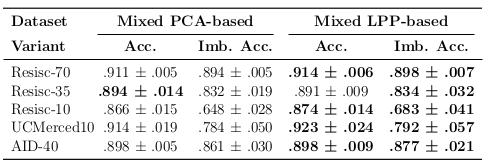 Dataset Mixed PCA-based Mixed LPP-based
Variant Acc. Imb. Acc. Acc. Imb. Acc.
Resisc-70 .911 ± .005 .894 ± .005 .914 ± .006 .898 ± .007
Resisc-35 .894 ± .014 .832 ± .019 .891 ± .009 .834 ± .032
Resisc-10 .866 ± .015 .648 ± .028 .874 ± .014 .683 ± .041
UCMerced10 .914 ± .019 .784 ± .050 .923 ± .024 .792 ± .057
AID-40 .898 ± .005 .861 ± .030 .898 ± .009 .877 ± .021